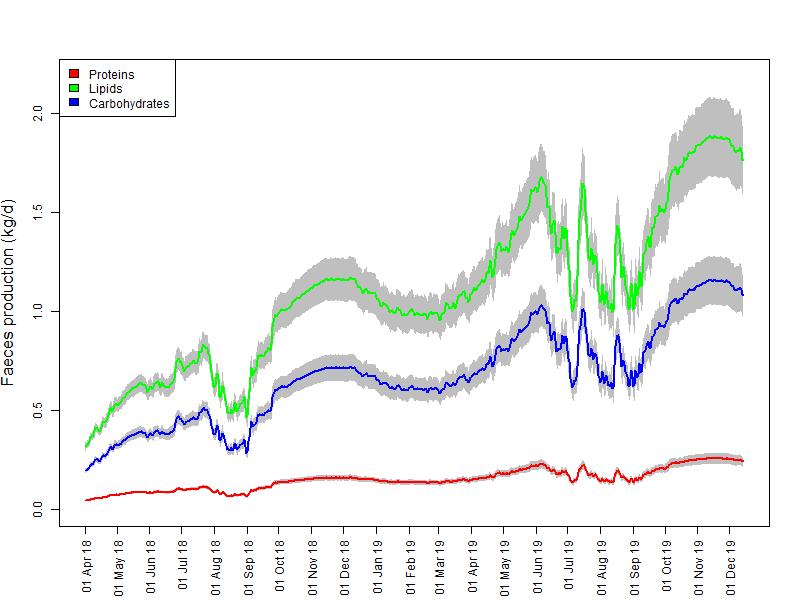 Proteins
Lipids
Carbohydrates
Faeces production (kg/d)
2.0
1.5
1.0
0.5
0.0
01 Apr 18
01 May 18
01 Jun 18
01 Jul 18
01 Aug 18
01 Sep 18
01 Oct 18
01 Nov 18
01 Dec 18
01 Jan 19
01 Feb 19
01 Mar 19
01 Apr 19
01 May 19
01 Jun 19
01 Jul 19
01 Aug 19
01 Sep 19
01 Oct 19
01 Nov 19
01 Dec 19